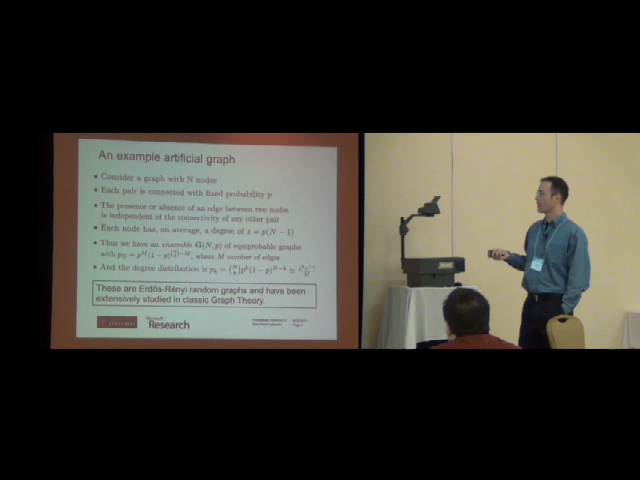 An example artificial graph
Consider a graph with N nodes
Each pair is connected with fixed probability p
The presence or absence of an edge between two nodes
is independent of the connectivity of any other pair
Each node has, on average, a degree of z = p(N − 1)
Thus we have an ensemble G(N, p) of equiprobable graphs
with where M number of edges
And the degree distribution is
These are Erdös-Rényi random graphs and have been
extensively studied in classic Graph Theory.
OXFORD
Microsoft
Research